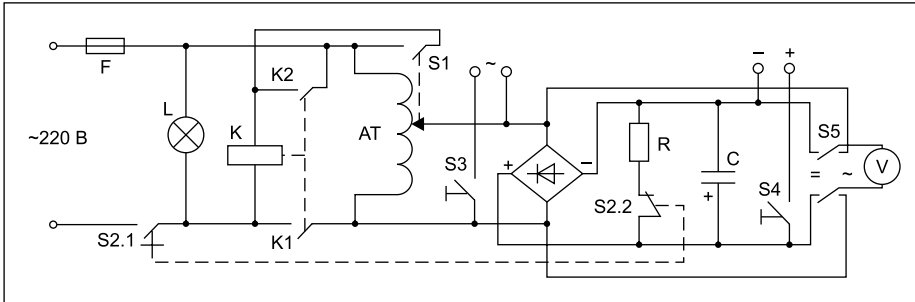 F
~220 В
L
K
K2
K1
S2.1
AT
S1
~
S3
+
−
R
S2.2
C
+
−
+
S4
S5
=
~
V